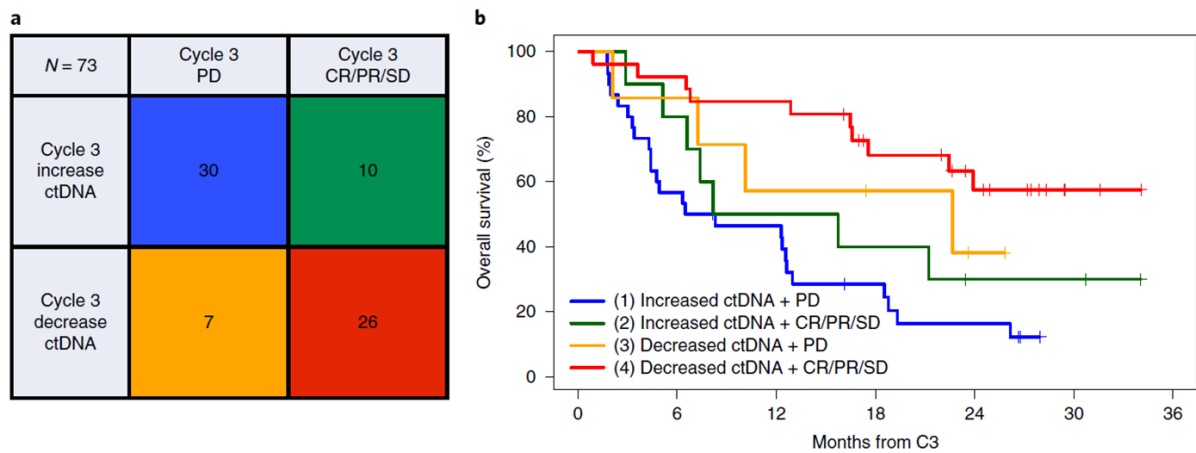 a
N = 73
Cycle 3
PD
Cycle 3
CR/PR/SD
Cycle 3
increase
ctDNA
30
10
Cycle 3
decrease
ctDNA
7
26
b
Overall survival (%)
100
80
60
40
20
0
(1) Increased ctDNA + PD
(2) Increased ctDNA + CR/PR/SD
(3) Decreased ctDNA + PD
(4) Decreased ctDNA + CR/PR/SD
0 6 12 18 24 30 36
Months from C3